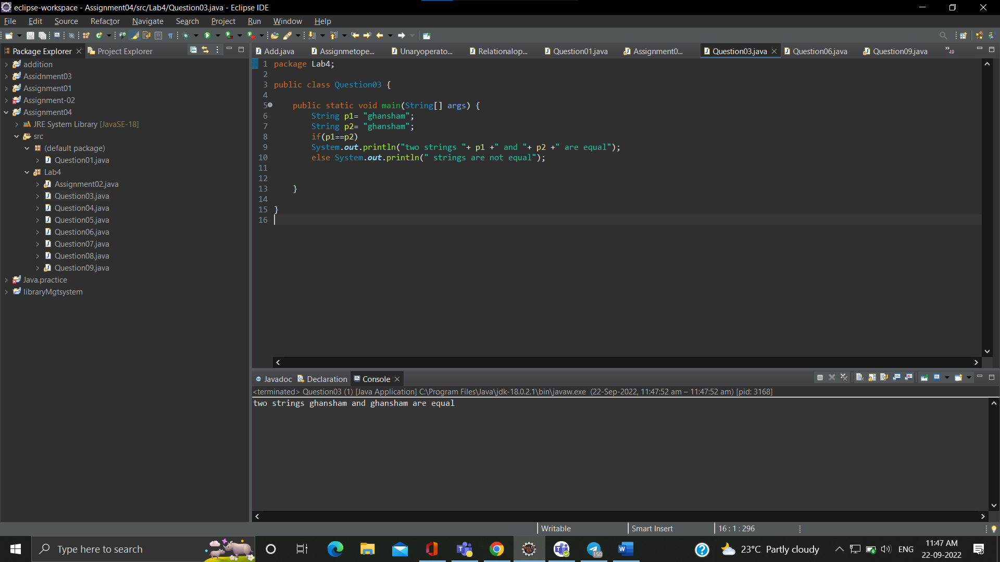 eclipse-workspace - Assignment04/src/Lab4/Question03.java - Eclipse IDE
File Edit Source Refactor Navigate Search Project Run Window Help
Package Explorer
Project Explorer
Add.java
Assignmetope...
Unaryoperato...
Relationalop...
Question01.java
Assignment0...
Question03.java
Question06.java
Question09.java
»49
addition
Assidnment03
Assignment01
Assignment-02
Assignment04
JRE System Library [JavaSE-18]
src
(default package)
Question01.java
Lab4
Assignment02.java
Question03.java
Question04.java
Question05.java
Question06.java
Question07.java
Question08.java
Question09.java
Java.practice
libraryMgtsystem
1 package Lab4;
2
3 public class Question03 {
4
5 public static void main(String[] args) {
6 String p1= "ghansham";
7 String p2= "ghansham";
8 if(p1==p2)
9 System.out.println("two strings "+ p1 +" and "+ p2 +" are equal");
10 else System.out.println(" strings are not equal");
11
12
13 }
14
15 }
16
@ Javadoc Declaration Console
<terminated> Question03 (1) [Java Application] C:\Program Files\Java\jdk-18.0.2.1\bin\javaw.exe (22-Sep-2022, 11:47:52 am – 11:47:52 am) [pid: 3168]
two strings ghansham and ghansham are equal
Writable
Smart Insert
16 : 1 : 296
Type here to search
150
23°C Partly cloudy
ENG
11:47 AM
22-09-2022